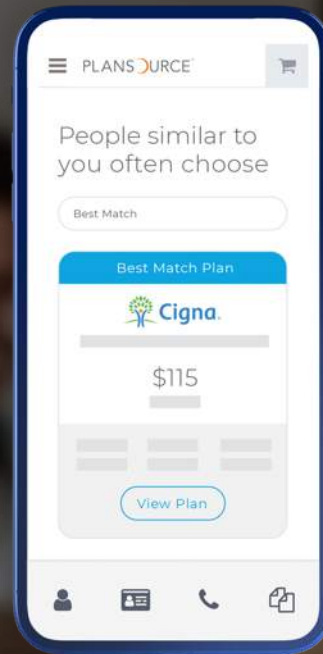 PLANSOURCE
People similar to
you often choose
Best Match
Best Match Plan
Cigna.
$115
View Plan